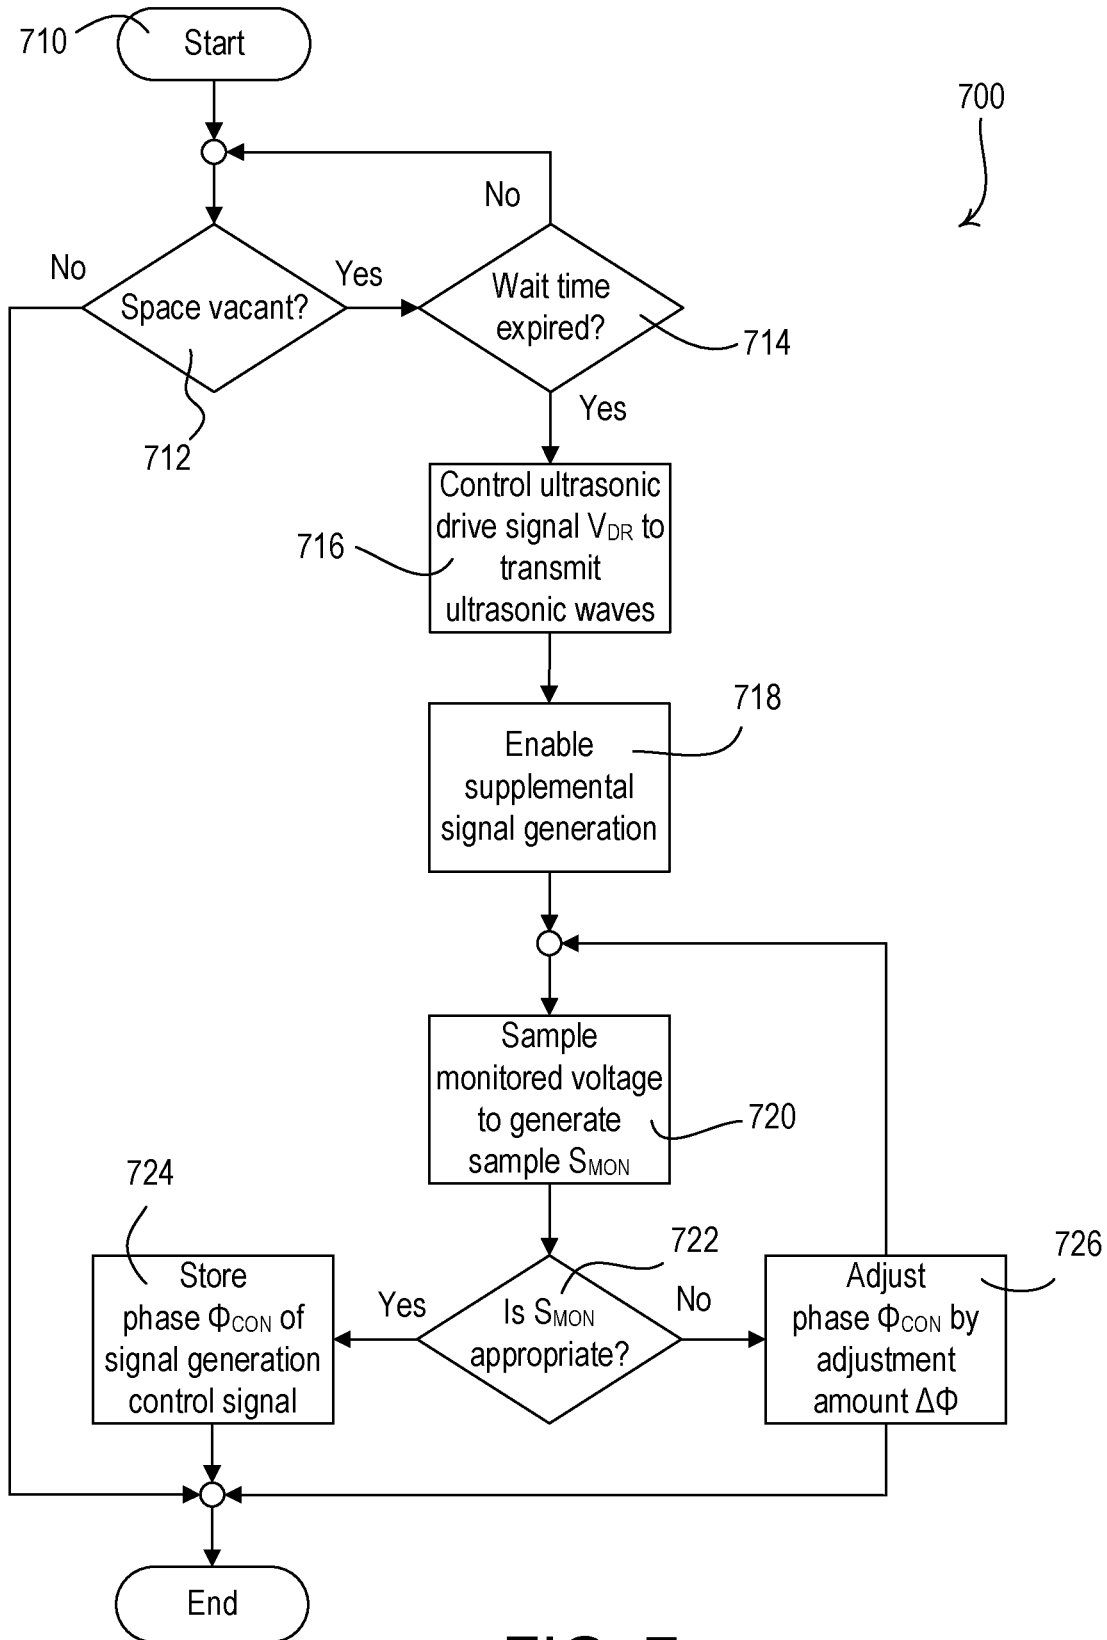 710
Start
700
No
No
Yes
Space vacant?
Wait time
expired?
714
712
Yes
Control ultrasonic
drive signal VDR to
transmit
ultrasonic waves
716
718
Enable
supplemental
signal generation
Sample
monitored voltage
to generate
sample SMON
720
724
722
726
Store
phase ΦCON of
signal generation
control signal
Yes
Is SMON
appropriate?
No
Adjust
phase ΦCON by
adjustment
amount ΔΦ
End